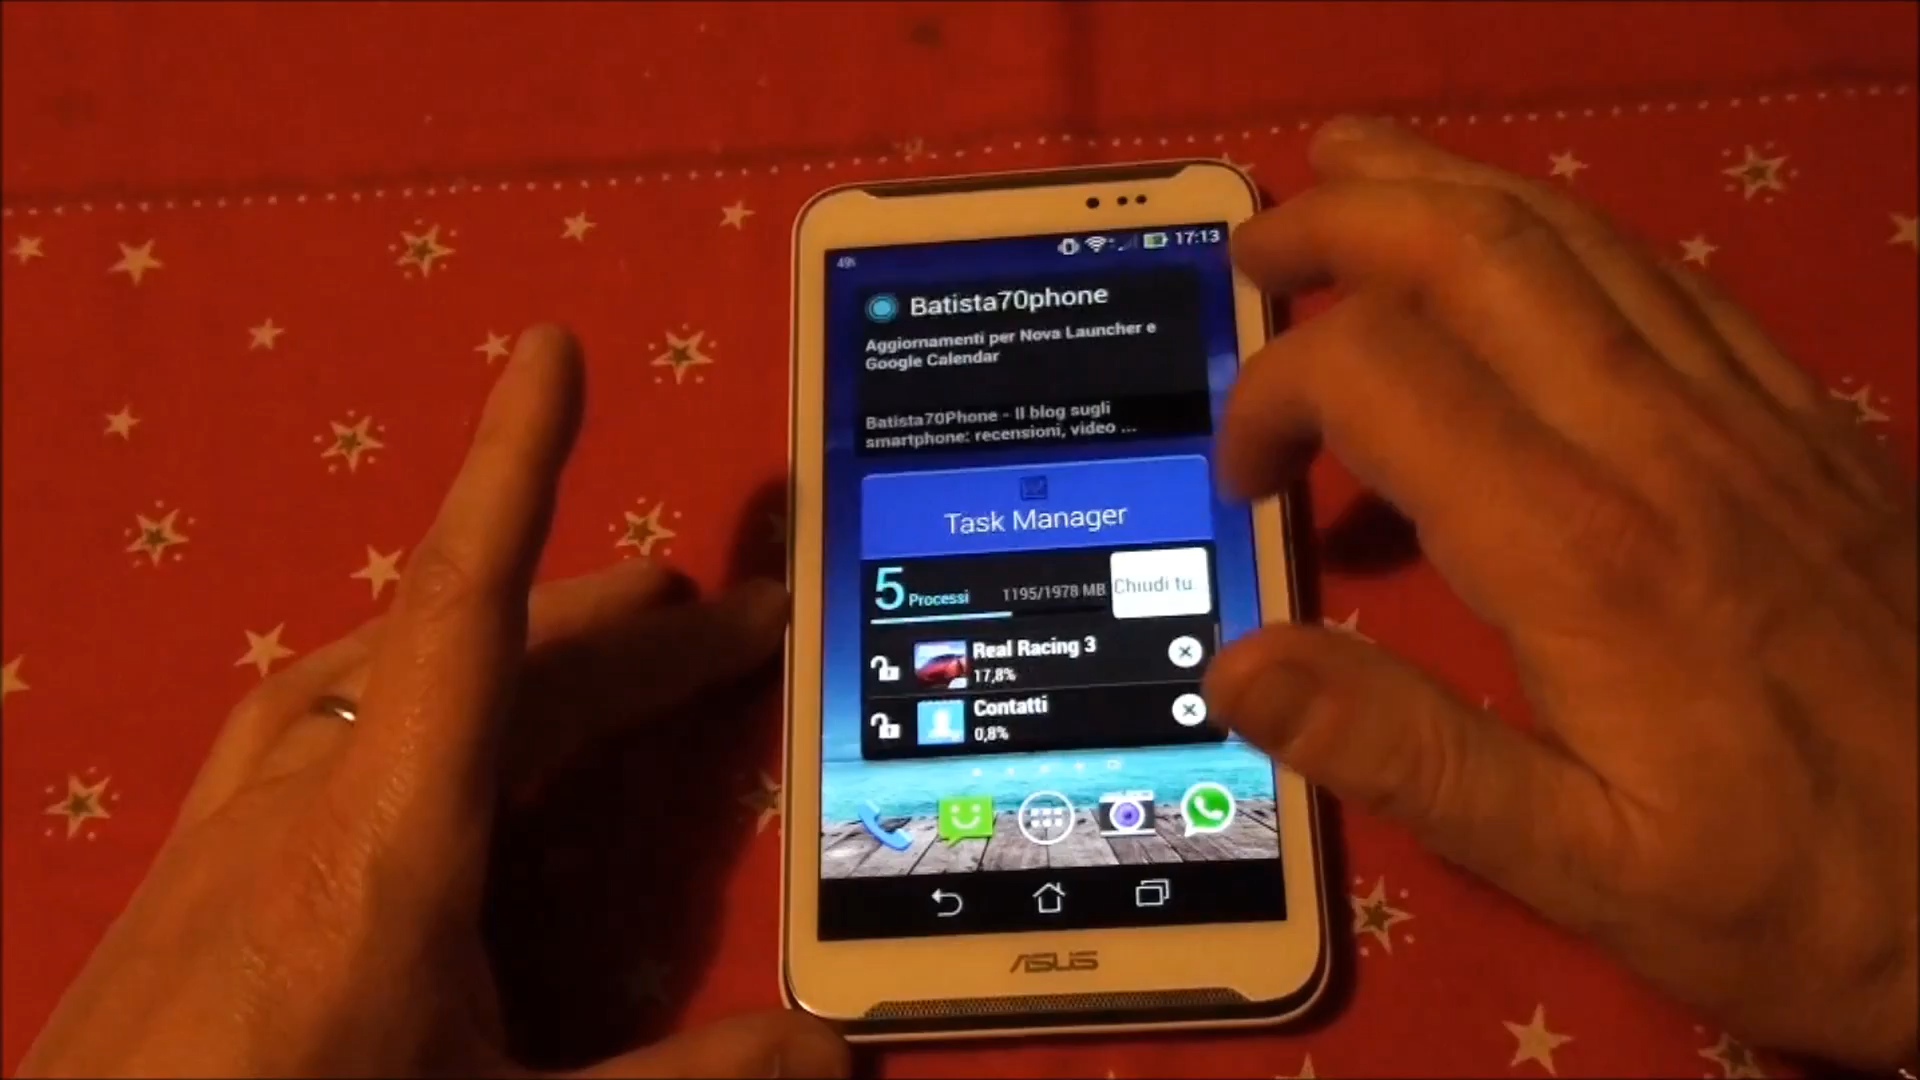 17:13
Batista70phone
Aggiornamenti per Nova Launcher e
Google Calendar
Batista70Phone - Il blog sugli
smartphone: recensioni, video ...
Task Manager
5 Processi 1195/1978 MB Chiudi tu...
Real Racing 3
17,8%
Contatti
0,8%
ASUS